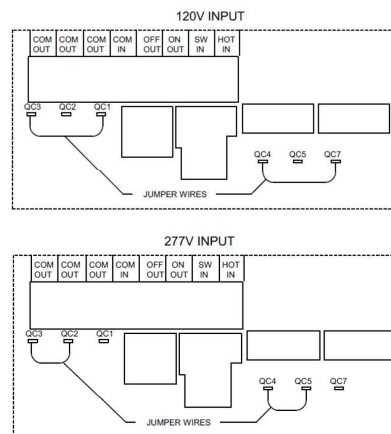 120V INPUT
COM COM COM COM OFF ON SW HOT
OUT OUT OUT IN OUT OUT IN IN
QC3 QC2 QC1
QC4 QC5 QC7
JUMPER WIRES
277V INPUT
COM COM COM COM OFF ON SW HOT
OUT OUT OUT IN OUT OUT IN IN
QC3 QC2 QC1
QC4 QC5 QC7
JUMPER WIRES